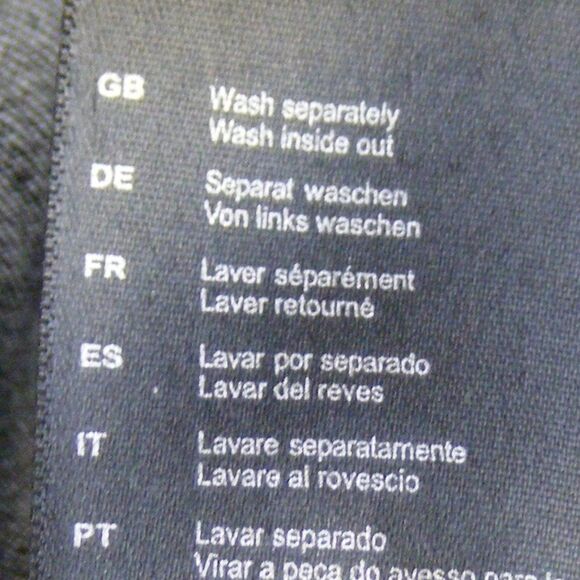 GB Wash separately
Wash inside out
DE Separat waschen
Von links waschen
FR Laver séparément
Laver retourné
ES Lavar por separado
Lavar del reves
IT Lavare separatamente
Lavare al rovescio
PT Lavar separado
Virar a peça do avesso para